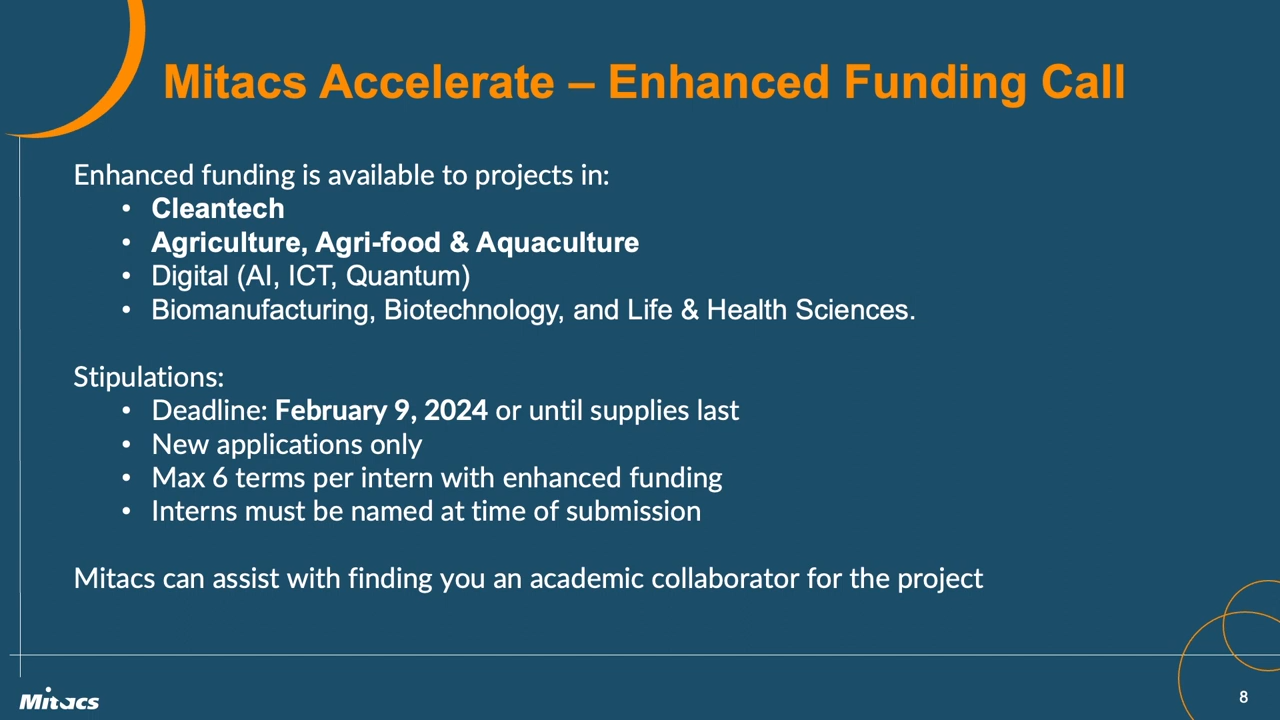 Mitacs Accelerate – Enhanced Funding Call
Enhanced funding is available to projects in:
• Cleantech
• Agriculture, Agri-food & Aquaculture
• Digital (AI, ICT, Quantum)
• Biomanufacturing, Biotechnology, and Life & Health Sciences.
Stipulations:
• Deadline: February 9, 2024 or until supplies last
• New applications only
• Max 6 terms per intern with enhanced funding
• Interns must be named at time of submission
Mitacs can assist with finding you an academic collaborator for the project
Mitacs
8